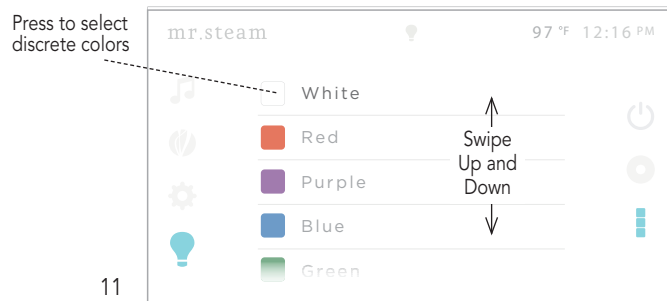 Press to select
discrete colors
mr.steam
97 °F 12:16 PM
White
Red
Purple
Blue
Green
Swipe
Up and
Down
11